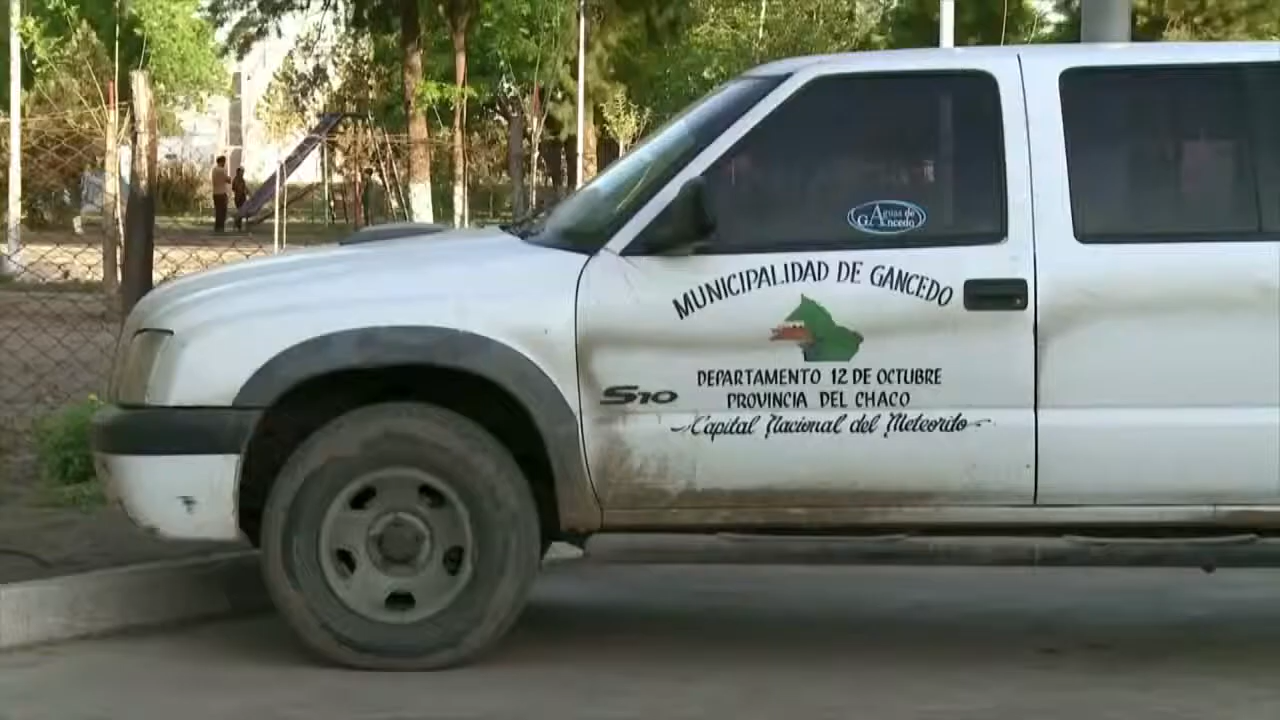 Aguas de
GAncedo
MUNICIPALIDAD DE GANCEDO
S10
DEPARTAMENTO 12 DE OCTUBRE
PROVINCIA DEL CHACO
Capital Nacional del Meteorito